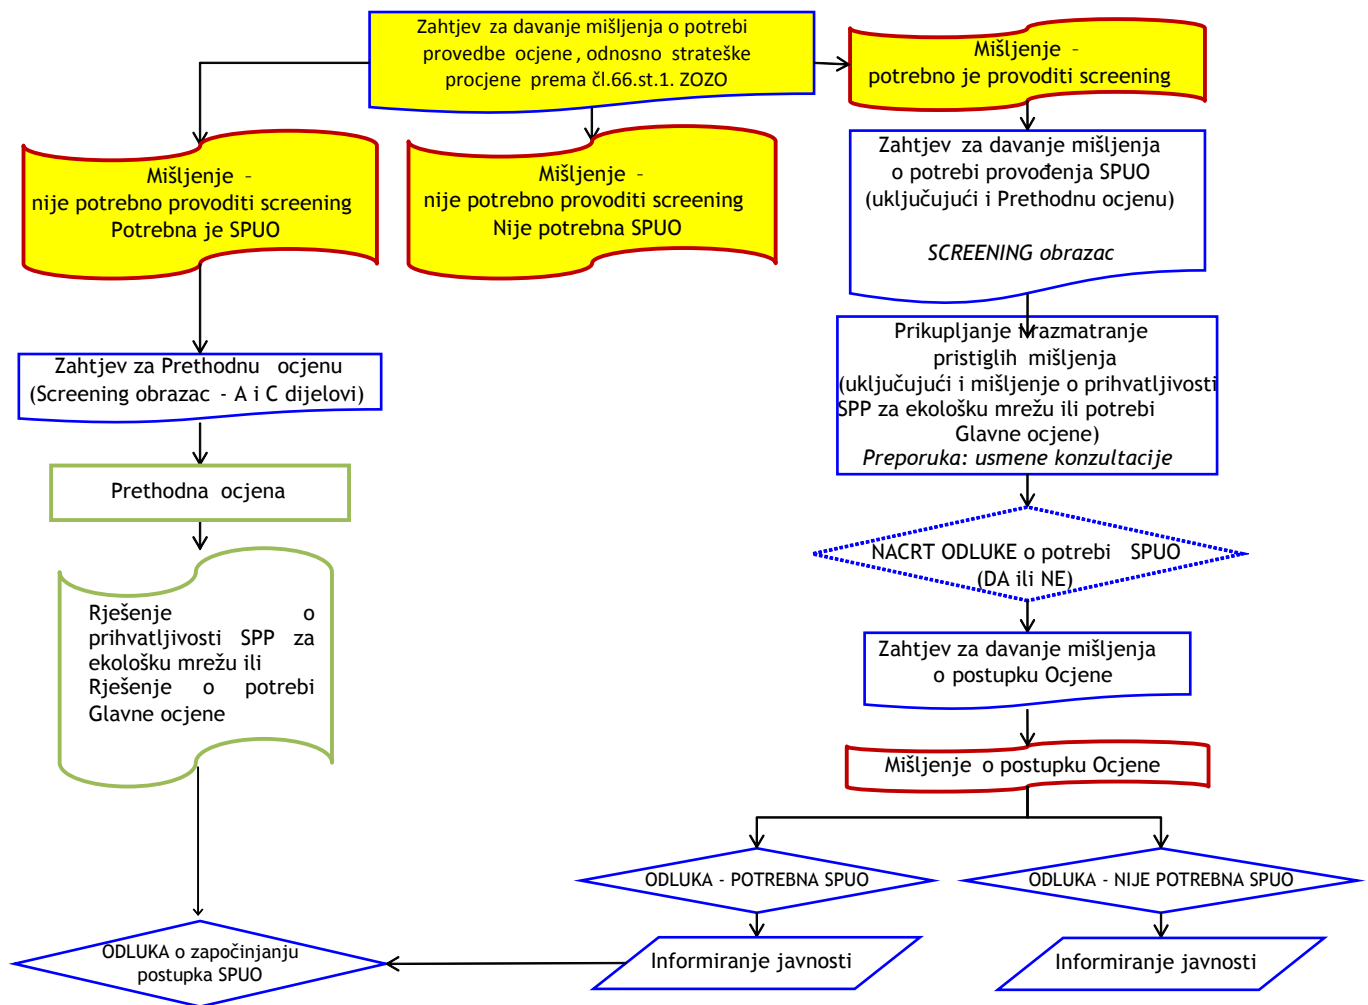 Zahtjev za davanje mišljenja o potrebi
provedbe ocjene, odnosno strateške
procjene prema čl.66.st.1. ZOZO
Mišljenje -
potrebno je provoditi screening
Mišljenje -
nije potrebno provoditi screening
Potrebna je SPUO
Mišljenje -
nije potrebno provoditi screening
Nije potrebna SPUO
Zahtjev za davanje mišljenja
o potrebi provođenja SPUO
(uključujući i Prethodnu ocjenu)
SCREENING obrazac
Zahtjev za Prethodnu ocjenu
(Screening obrazac - A i C dijelovi)
Prikupljanje i razmatranje
pristiglih mišljenja
(uključujući i mišljenje o prihvatljivosti
SPP za ekološku mrežu ili potrebi
Glavne ocjene)
Preporuka: usmene konzultacije
Prethodna ocjena
NACRT ODLUKE o potrebi SPUO
(DA ili NE)
Rješenje o
prihvatljivosti SPP za
ekološku mrežu ili
Rješenje o potrebi
Glavne ocjene
Zahtjev za davanje mišljenja
o postupku Ocjene
Mišljenje o postupku Ocjene
ODLUKA - POTREBNA SPUO
ODLUKA - NIJE POTREBNA SPUO
ODLUKA o započinjanju
postupka SPUO
Informiranje javnosti
Informiranje javnosti